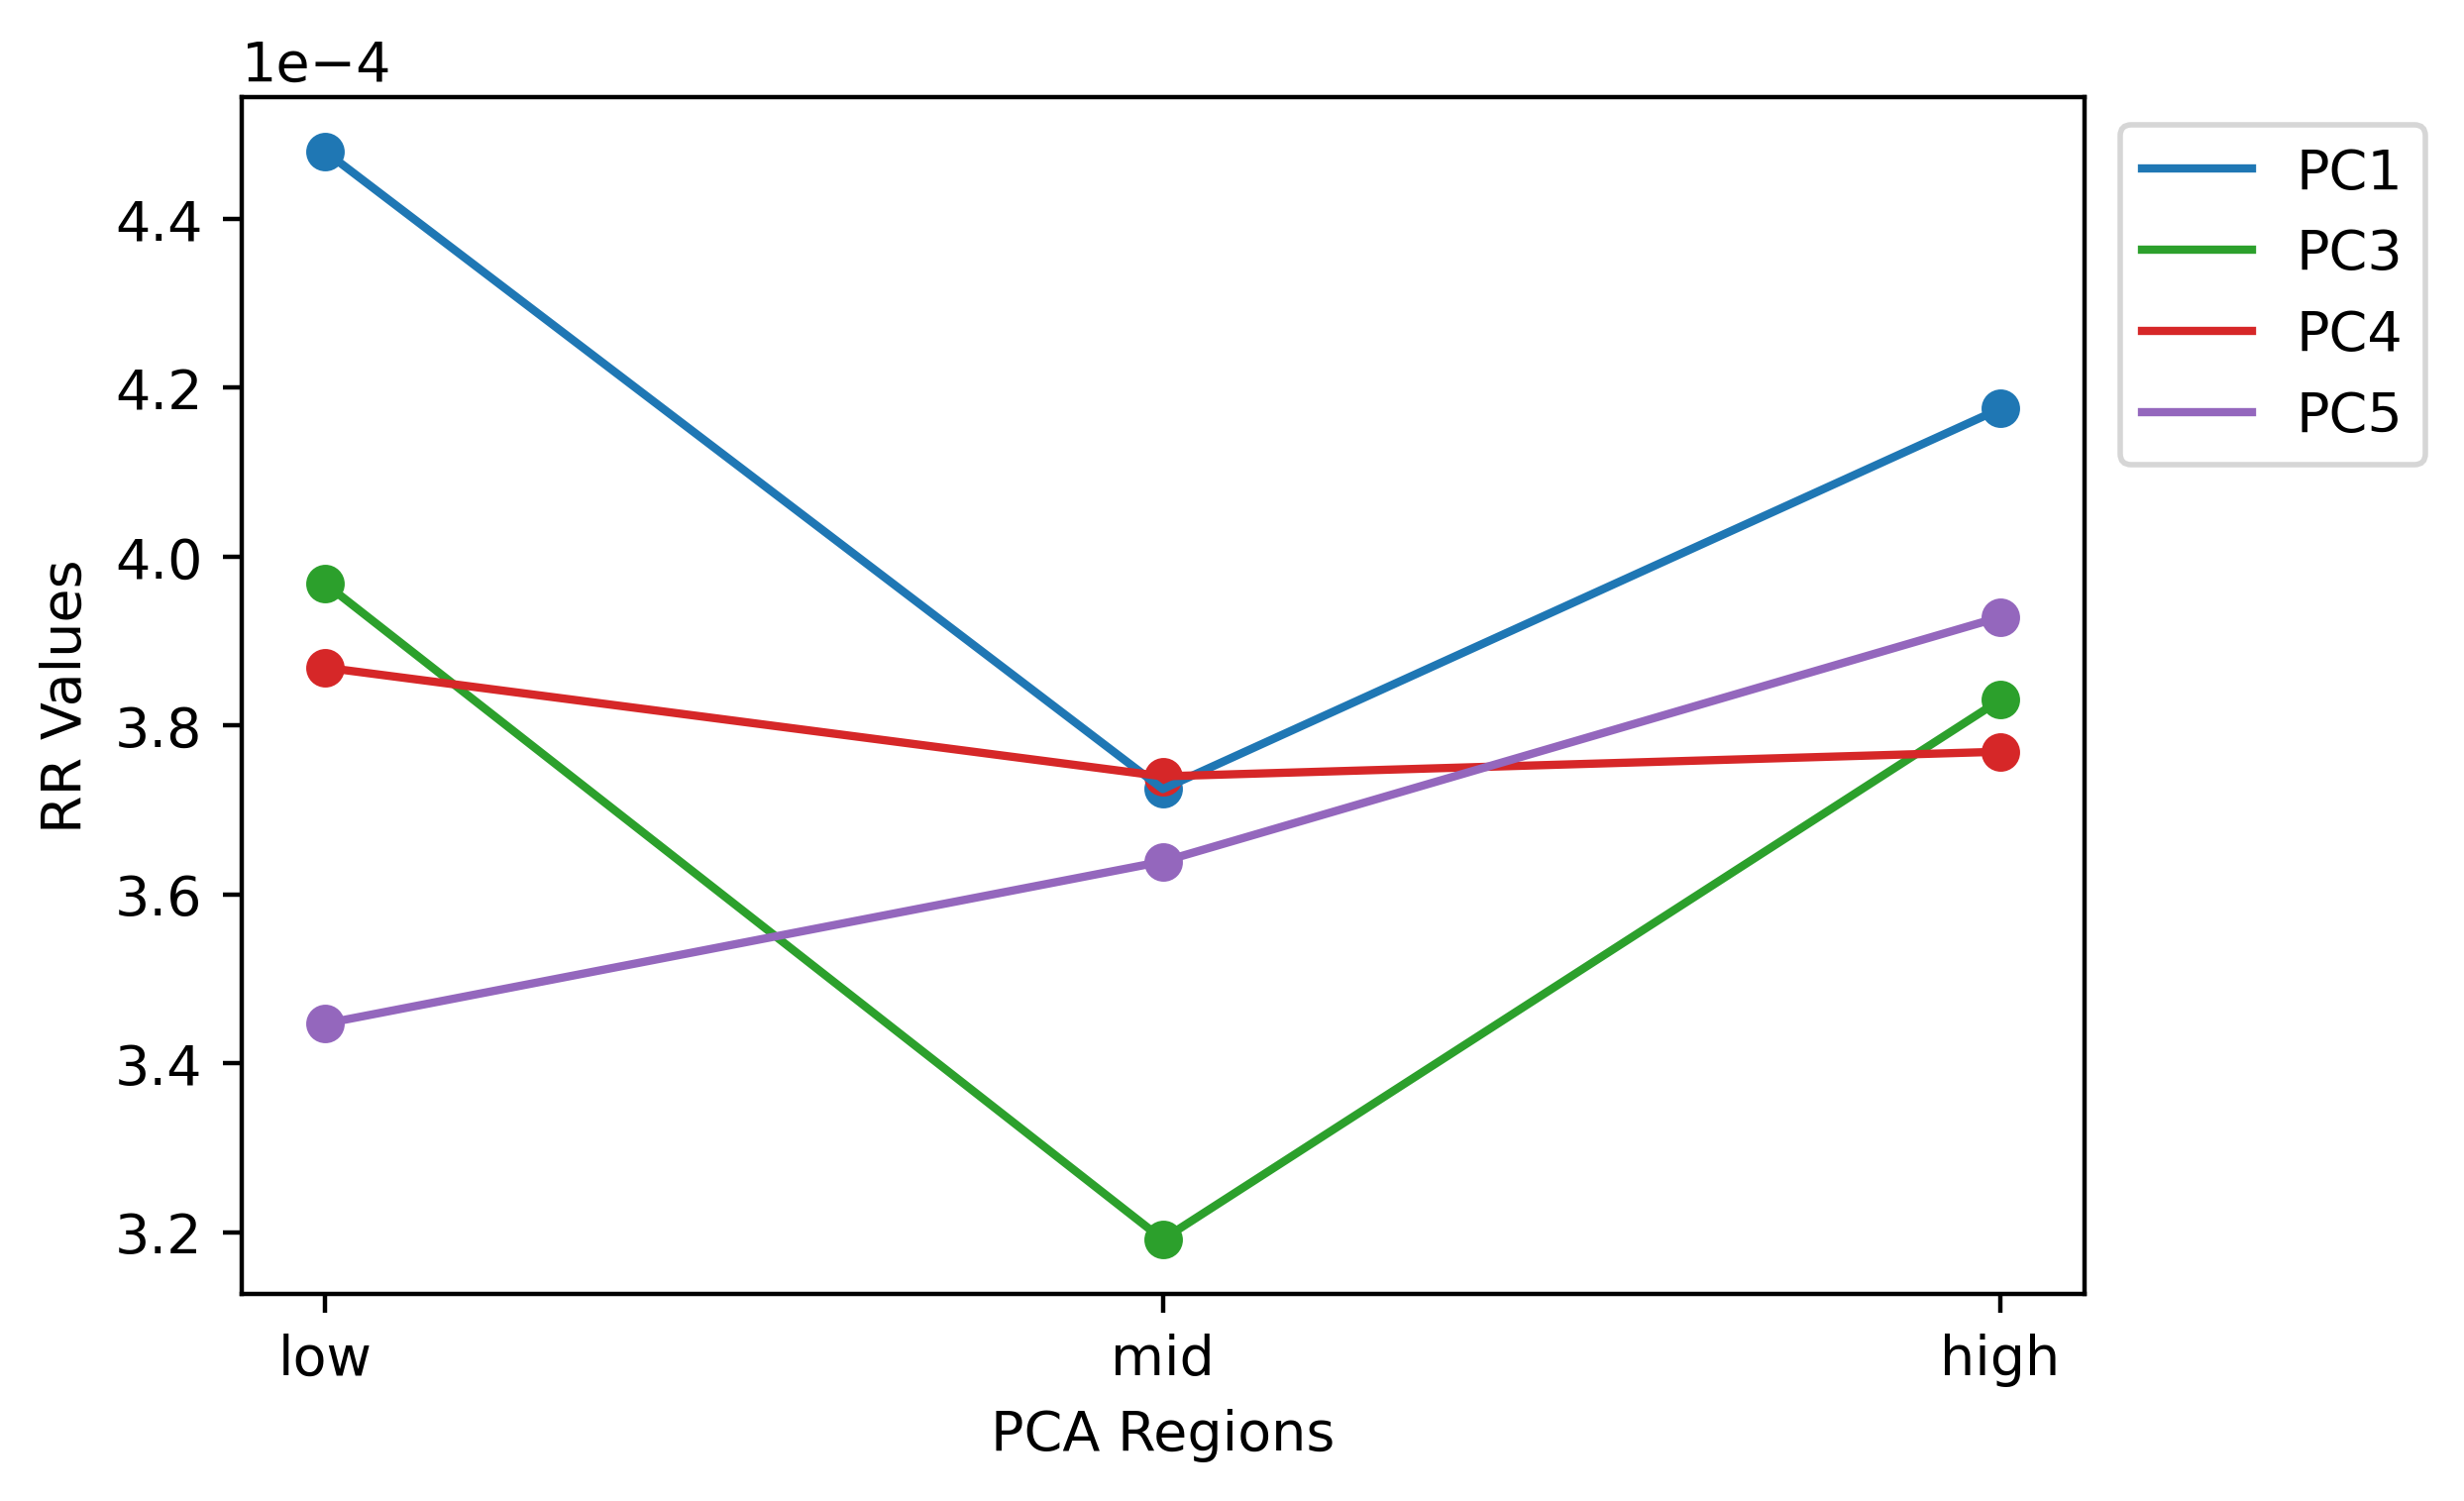 1e−4
4.4
4.2
4.0
3.8
3.6
3.4
3.2
RR Values
low
mid
high
PCA Regions
PC1
PC3
PC4
PC5